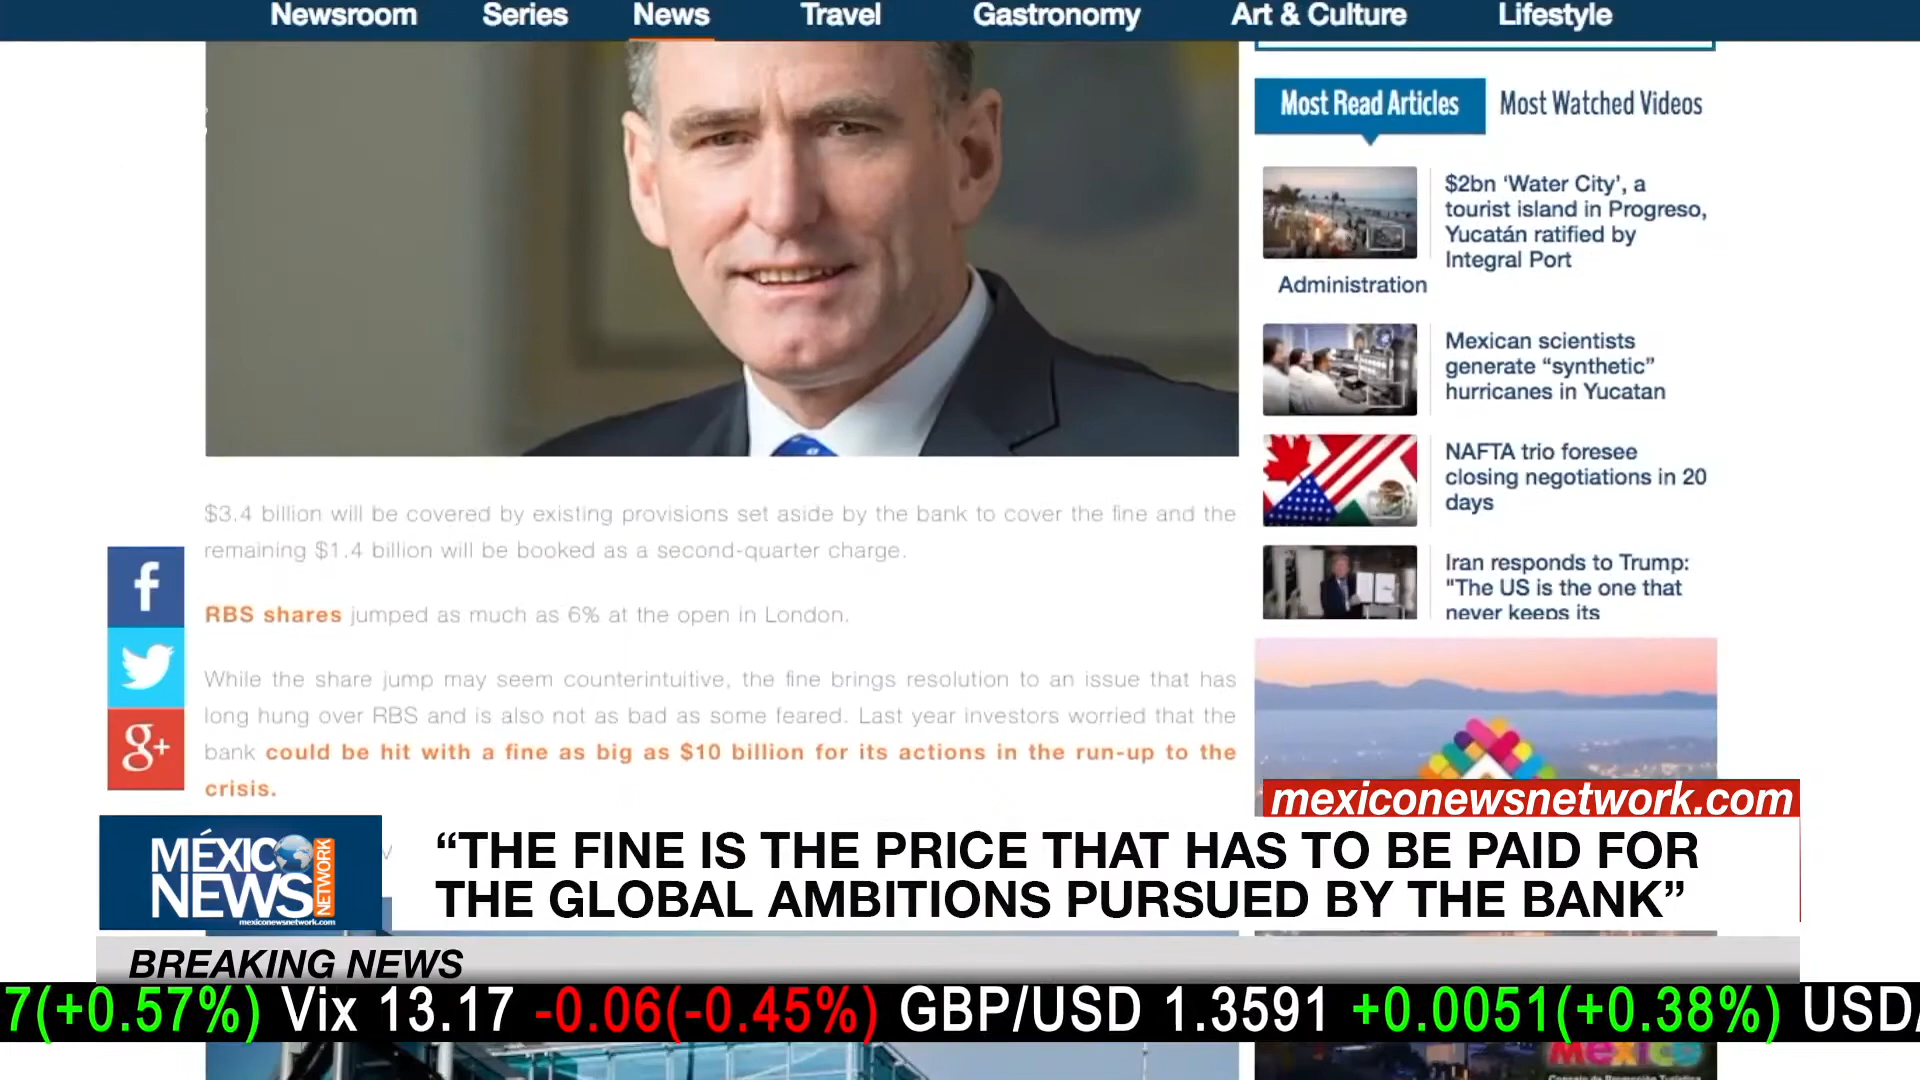 Newsroom Series News Travel Gastronomy Art & Culture Lifestyle
Most Read Articles Most Watched Videos
$2bn ‘Water City’, a
tourist island in Progreso,
Yucatán ratified by
Integral Port
Administration
Mexican scientists
generate “synthetic”
hurricanes in Yucatan
NAFTA trio foresee
closing negotiations in 20
days
Iran responds to Trump:
"The US is the one that
never keeps its
$3.4 billion will be covered by existing provisions set aside by the bank to cover the fine and the
remaining $1.4 billion will be booked as a second-quarter charge.
RBS shares jumped as much as 6% at the open in London.
While the share jump may seem counterintuitive, the fine brings resolution to an issue that has
long hung over RBS and is also not as bad as some feared. Last year investors worried that the
bank could be hit with a fine as big as $10 billion for its actions in the run-up to the
crisis.
f
g+
mexiconewsnetwork.com
MÉXICO
NEWS
NETWORK
mexiconewsnetwork.com
“THE FINE IS THE PRICE THAT HAS TO BE PAID FOR
THE GLOBAL AMBITIONS PURSUED BY THE BANK”
BREAKING NEWS
7(+0.57%) Vix 13.17 -0.06(-0.45%) GBP/USD 1.3591 +0.0051(+0.38%) USD/
México